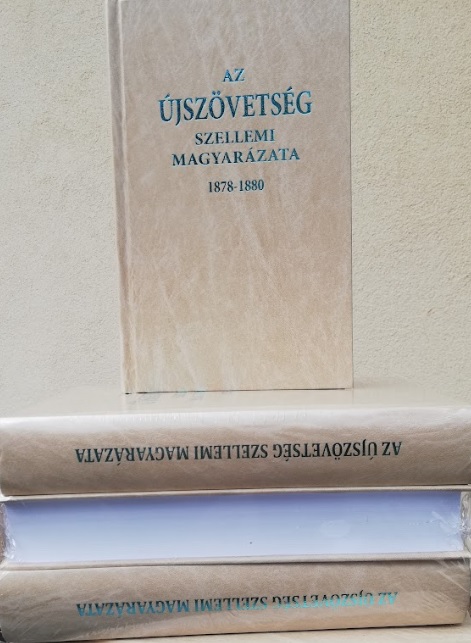 AZ
ÚJSZÖVETSÉG
SZELLEMI
MAGYARÁZATA
1878-1880
AZ ÚJSZÖVETSÉG SZELLEMI MAGYARÁZATA
AZ ÚJSZÖVETSÉG SZELLEMI MAGYARÁZATA